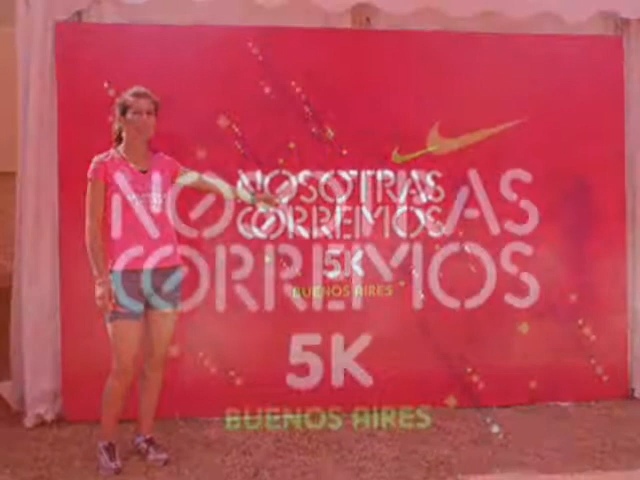 NOSOTRAS
CORREMOS
5K
BUENOS AIRES
NOSOTRAS
CORREMOS
5K
BUENOS AIRES